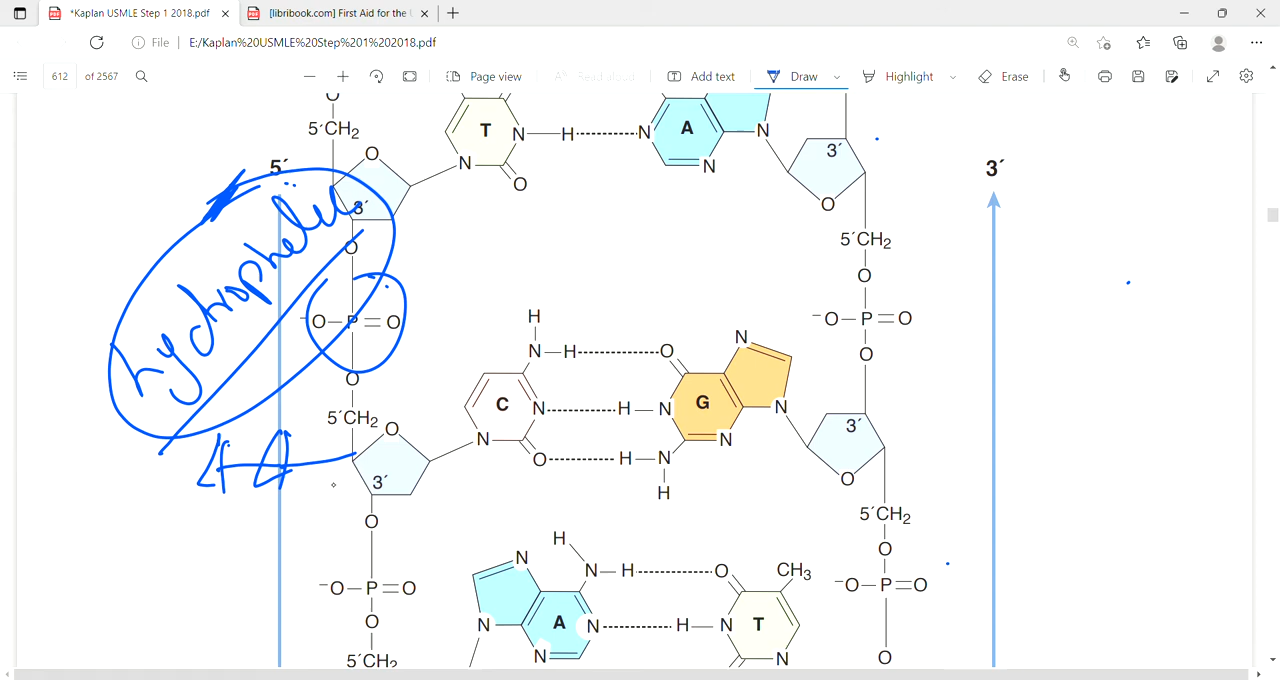 *Kaplan USMLE Step 1 2018.pdf
[libribook.com] First Aid for the
File
E:/Kaplan%20USMLE%20Step%201%202018.pdf
612 of 2567
Page view
Read aloud
Add text
Draw
Highlight
Erase
O
5´CH2
T
N
H
N
A
N
N
N
O
O
3´
5´
3´
O
3´
O
hydrophelic
O
5´CH2
O
⁻O
P
O
⁻O
P
O
O
O
H
N
H
O
N
5´CH2
O
C
N
H
N
G
N
N
3´
N
O
H
N
H
O
3´
5´CH2
O
⁻O
P
O
O
5´CH2
H
N
N
H
O
CH3
O
⁻O
P
O
N
A
N
H
N
T
N
N
O